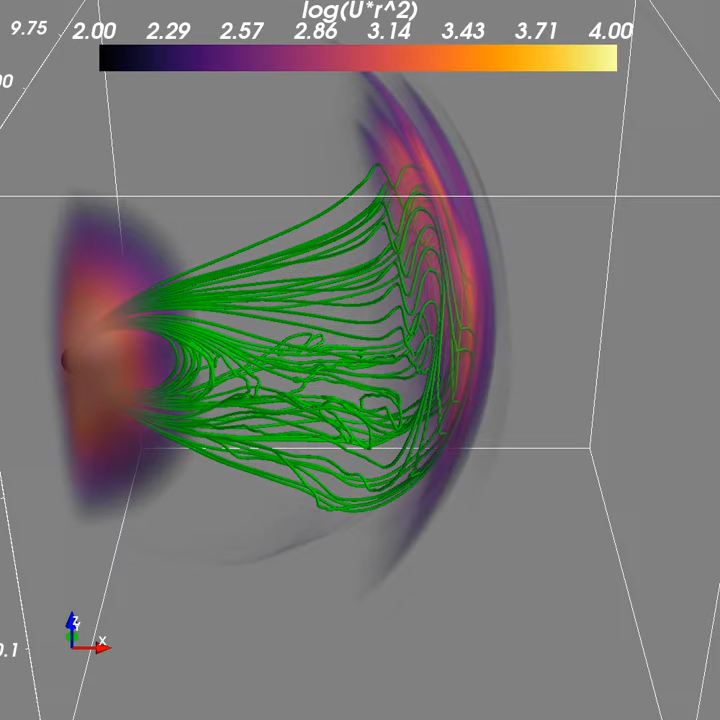 log(U*r^2)
9.75 2.00 2.29 2.57 2.86 3.14 3.43 3.71 4.00
00
Z
Y
X
0.1